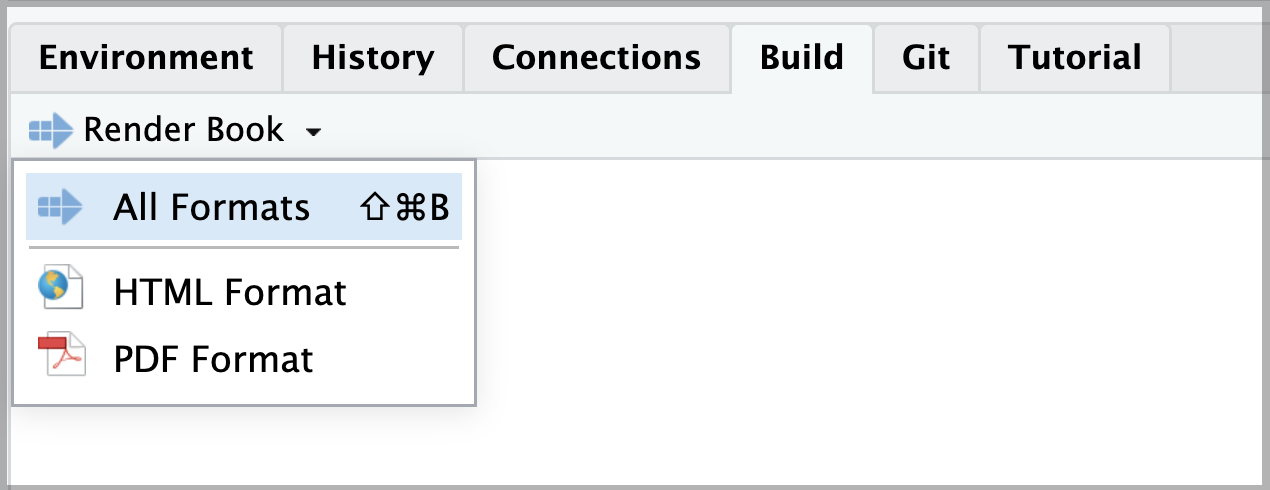 Environment History Connections Build Git Tutorial
Render Book
All Formats ⇧⌘B
HTML Format
PDF Format